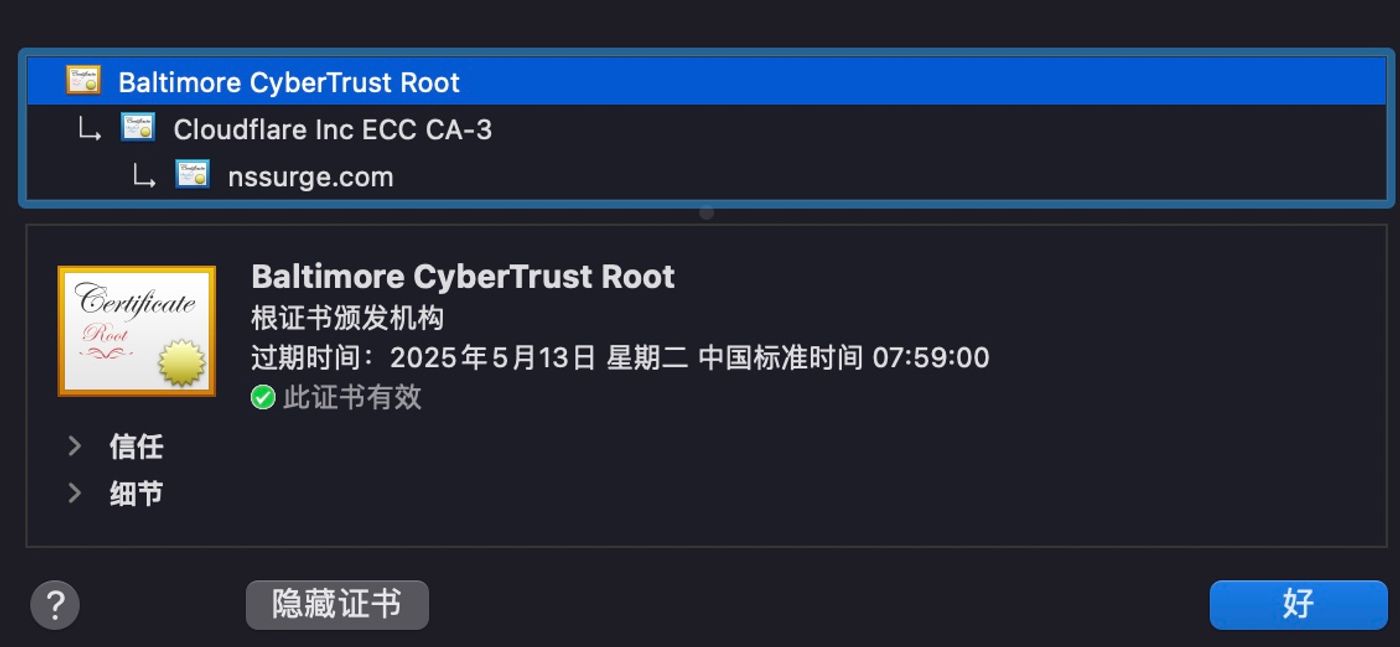 Baltimore CyberTrust Root
Cloudflare Inc ECC CA-3
nssurge.com
Baltimore CyberTrust Root
根证书颁发机构
过期时间：2025年5月13日 星期二 中国标准时间 07:59:00
此证书有效
Certificate
Root
信任
细节
?
隐藏证书
好